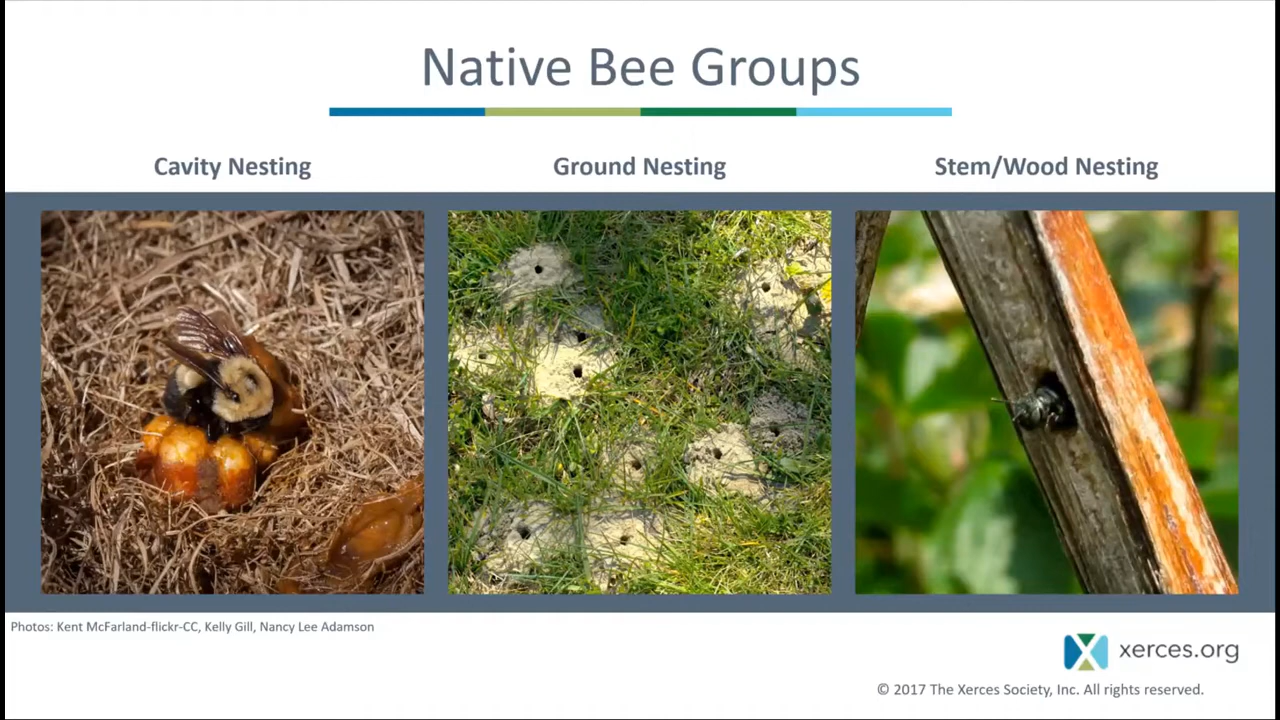 Native Bee Groups
Cavity Nesting
Ground Nesting
Stem/Wood Nesting
Photos: Kent McFarland-flickr-CC, Kelly Gill, Nancy Lee Adamson
xerces.org
© 2017 The Xerces Society, Inc. All rights reserved.